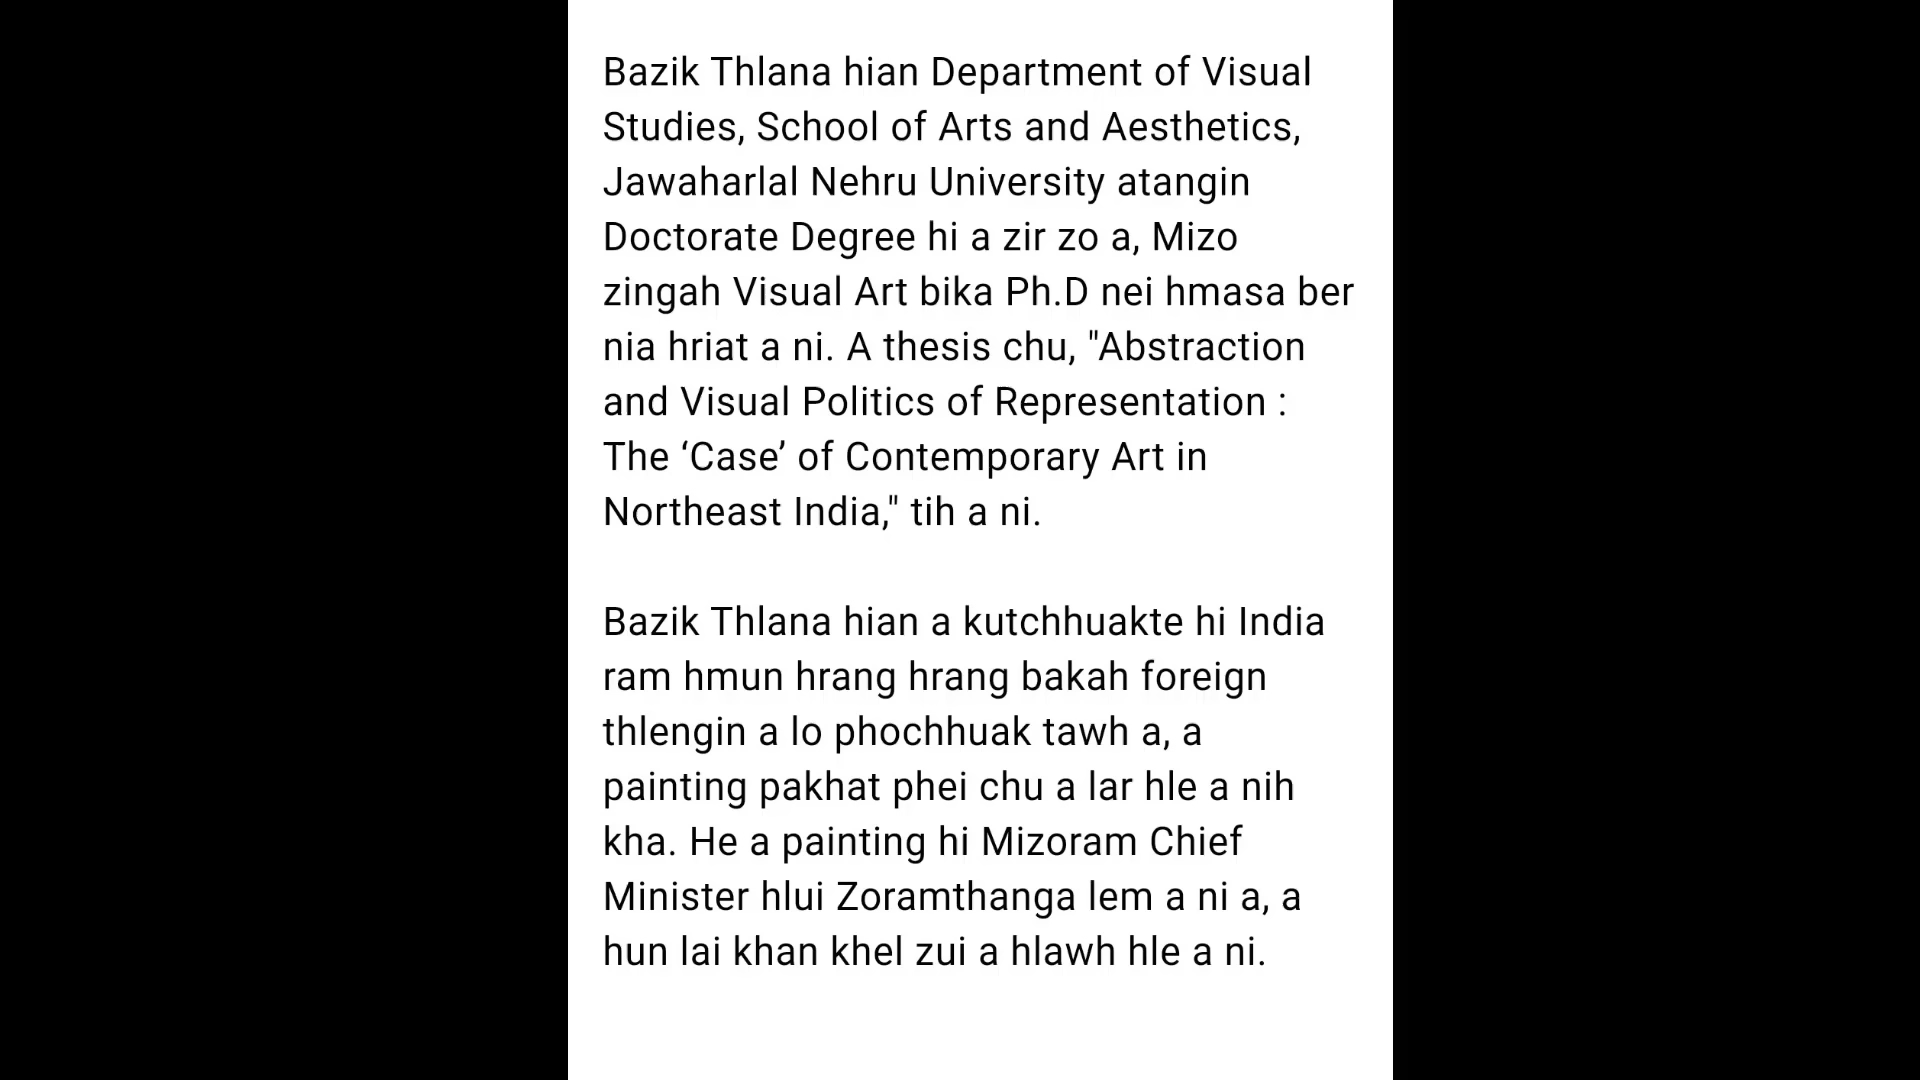 Bazik Thlana hian Department of Visual
Studies, School of Arts and Aesthetics,
Jawaharlal Nehru University atangin
Doctorate Degree hi a zir zo a, Mizo
zingah Visual Art bika Ph.D nei hmasa ber
nia hriat a ni. A thesis chu, "Abstraction
and Visual Politics of Representation :
The ‘Case’ of Contemporary Art in
Northeast India," tih a ni.
Bazik Thlana hian a kutchhuakte hi India
ram hmun hrang hrang bakah foreign
thlengin a lo phochhuak tawh a, a
painting pakhat phei chu a lar hle a nih
kha. He a painting hi Mizoram Chief
Minister hlui Zoramthanga lem a ni a, a
hun lai khan khel zui a hlawh hle a ni.